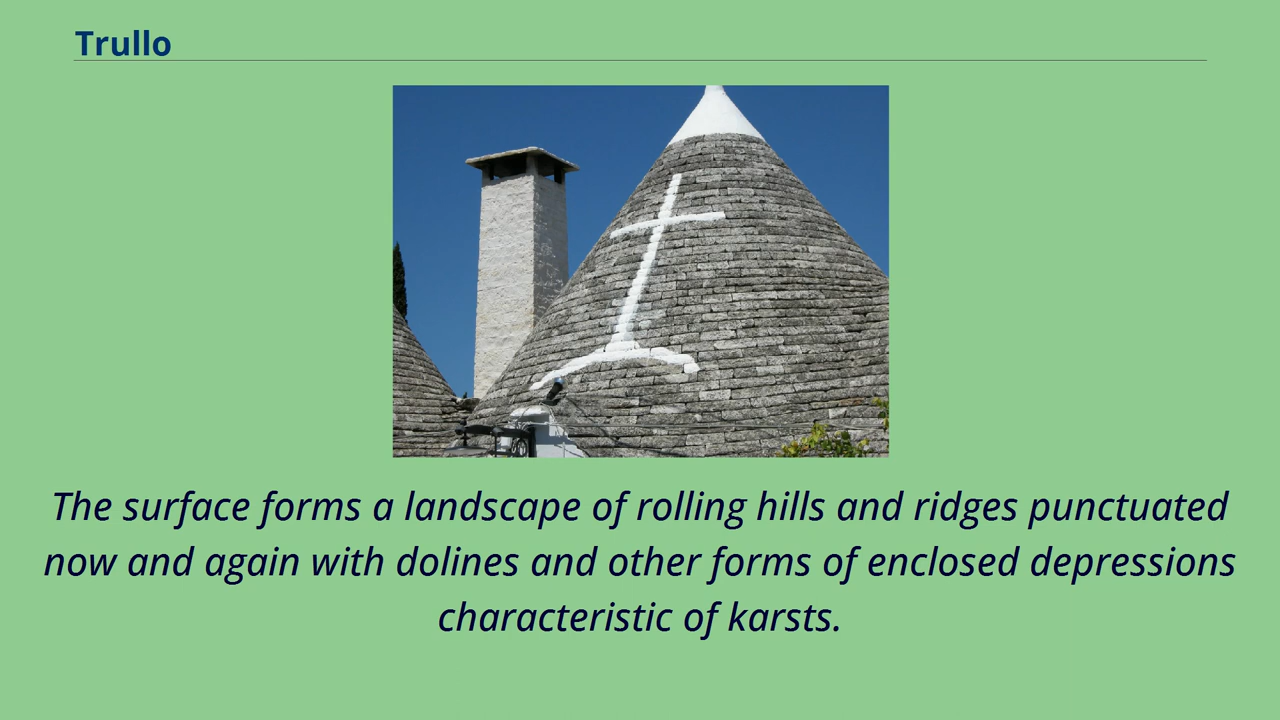 Trullo
The surface forms a landscape of rolling hills and ridges punctuated
now and again with dolines and other forms of enclosed depressions
characteristic of karsts.